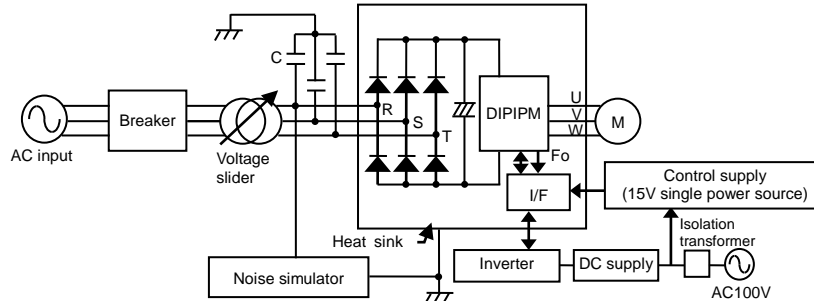 C
R
S
T
DIPIPM
U
V
W
M
Fo
I/F
AC input
Breaker
Voltage
slider
Control supply
(15V single power source)
Heat sink
Isolation
transformer
Noise simulator
Inverter
DC supply
AC100V